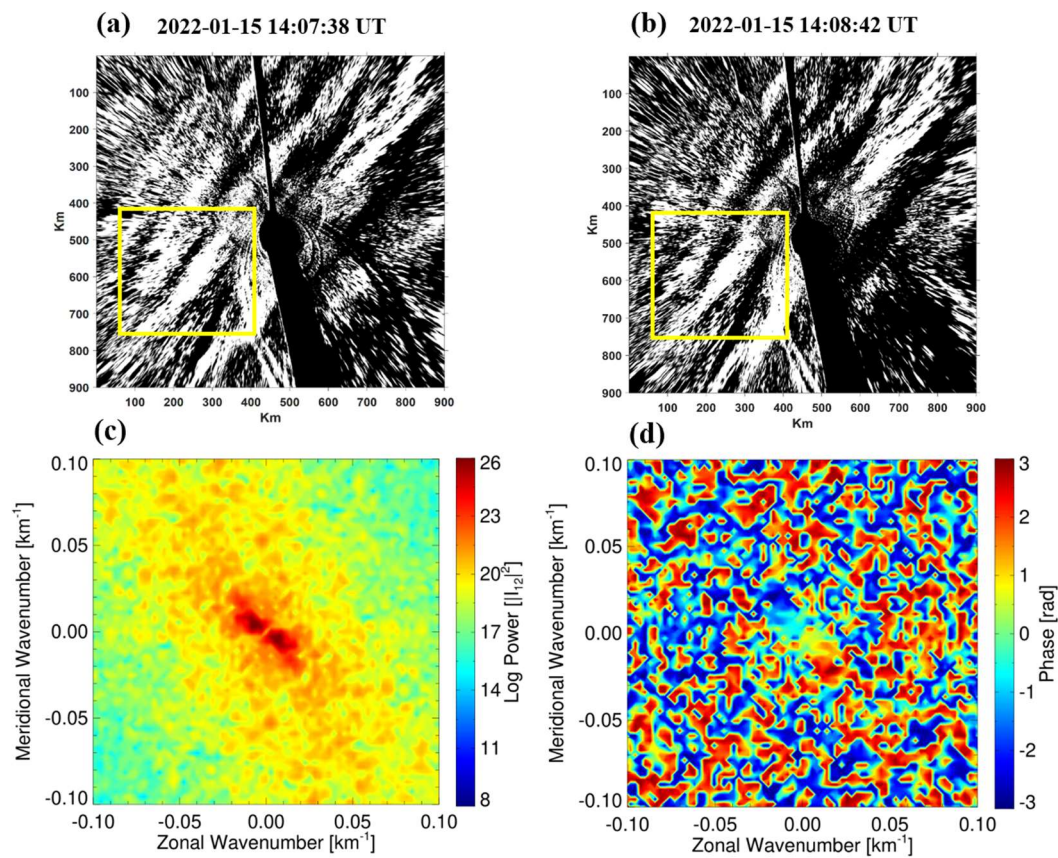 (a) 2022-01-15 14:07:38 UT
(b) 2022-01-15 14:08:42 UT
100
200
300
400
500
600
700
800
900
Km
100 200 300 400 500 600 700 800 900
Km
100
200
300
400
500
600
700
800
900
Km
100 200 300 400 500 600 700 800 900
Km
(c)
0.10
0.05
0.00
-0.05
-0.10
Meridional Wavenumber [km⁻¹]
-0.10 -0.05 0.00 0.05 0.10
Zonal Wavenumber [km⁻¹]
26
23
20
17
14
11
8
Log Power [|I₁₂|²]
(d)
0.10
0.05
0.00
-0.05
-0.10
Meridional Wavenumber [km⁻¹]
-0.10 -0.05 0.00 0.05 0.10
Zonal Wavenumber [km⁻¹]
3
2
1
0
-1
-2
-3
Phase [rad]